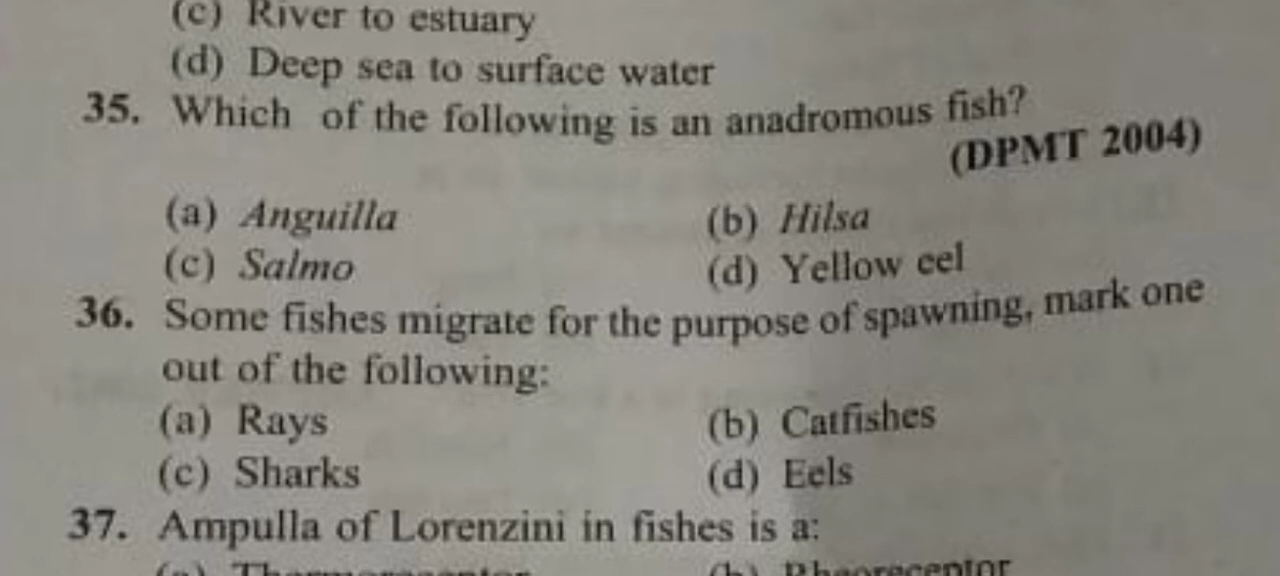 (c) River to estuary
(d) Deep sea to surface water
35. Which of the following is an anadromous fish?
(DPMT 2004)
(a) Anguilla (b) Hilsa
(c) Salmo (d) Yellow eel
36. Some fishes migrate for the purpose of spawning, mark one
out of the following:
(a) Rays (b) Catfishes
(c) Sharks (d) Eels
37. Ampulla of Lorenzini in fishes is a:
(a) Thermoreceptor (b) Rheoreceptor